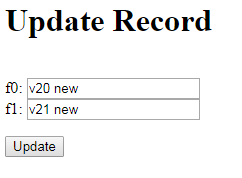 Update Record
f0: v20 new
f1: v21 new
Update